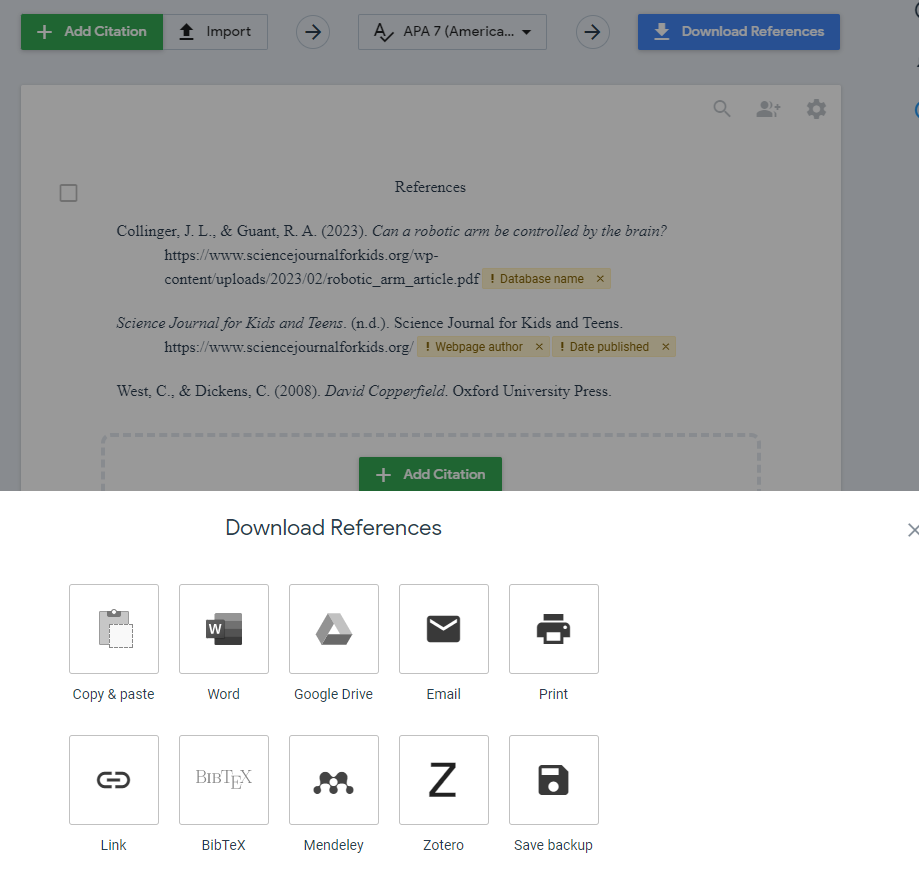 Add Citation Import APA 7 (America... Download References
References
Collinger, J. L., & Guant, R. A. (2023). Can a robotic arm be controlled by the brain?
https://www.sciencejournalforkids.org/wp-
content/uploads/2023/02/robotic_arm_article.pdf ! Database name ×
Science Journal for Kids and Teens. (n.d.). Science Journal for Kids and Teens.
https://www.sciencejournalforkids.org/ ! Webpage author × ! Date published ×
West, C., & Dickens, C. (2008). David Copperfield. Oxford University Press.
Add Citation
Download References
W
Copy & paste Word Google Drive Email Print
BIBTEX Z
Link BibTeX Mendeley Zotero Save backup